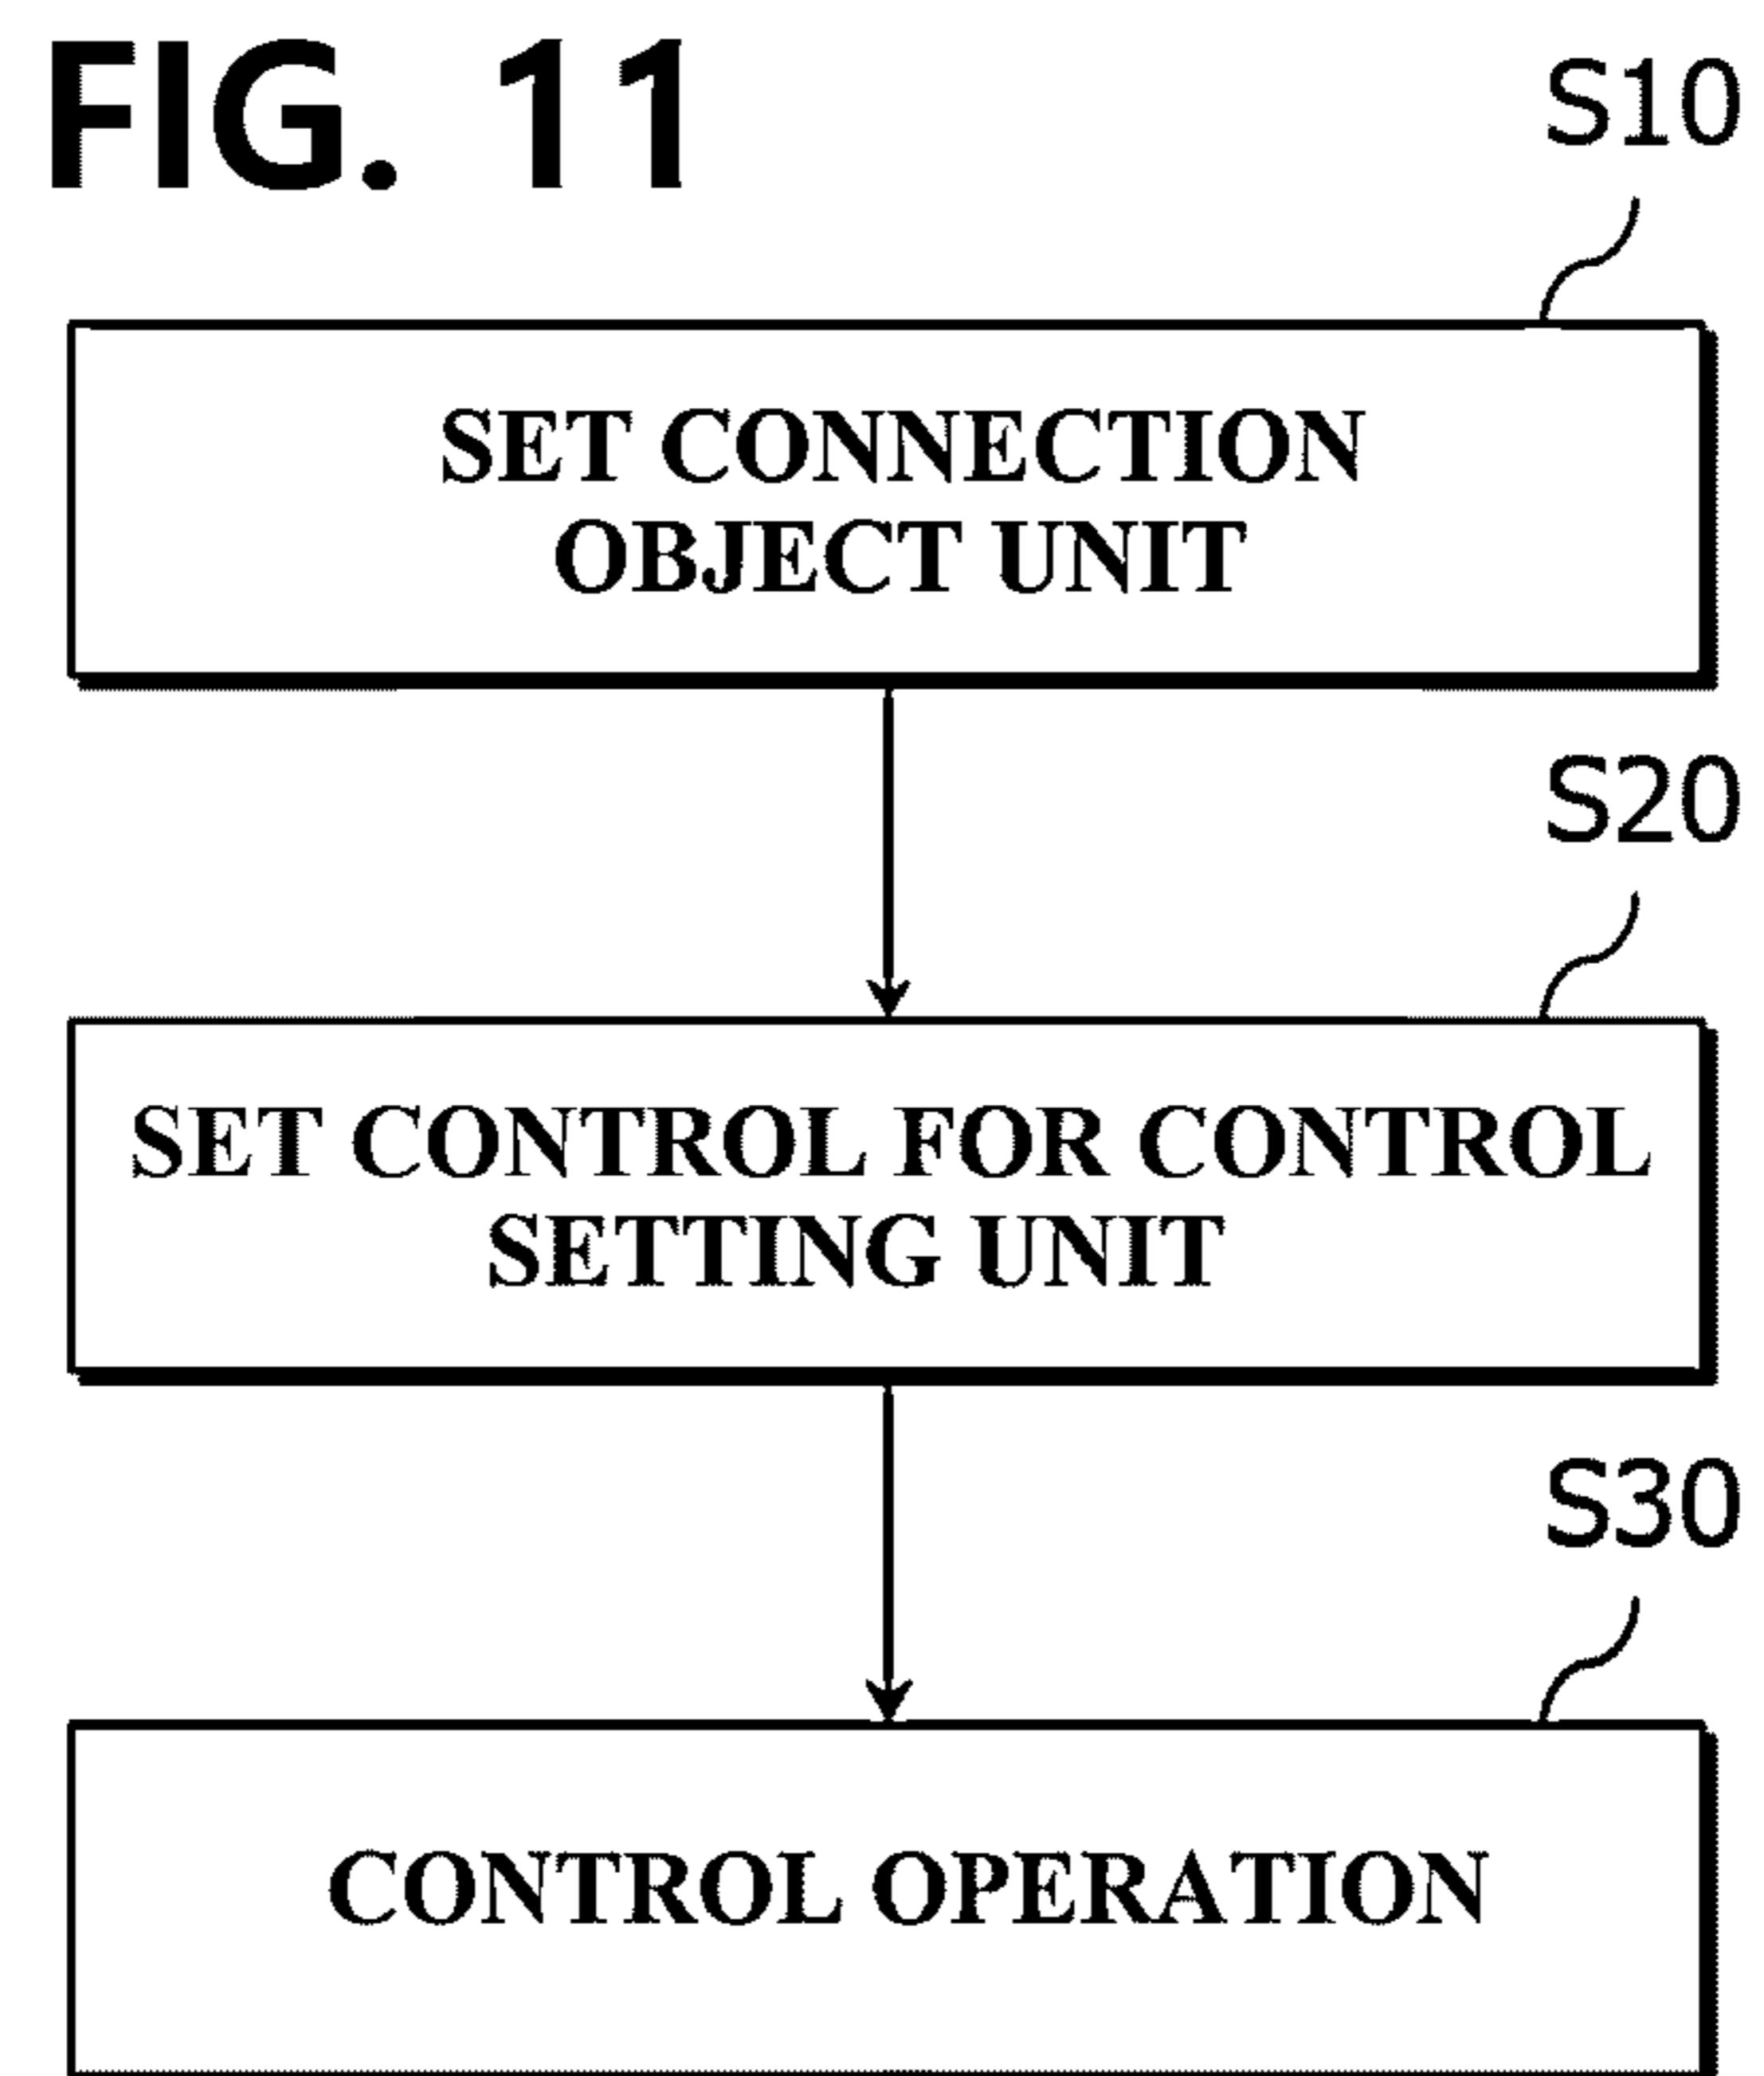 FIG. 11
S10
SET CONNECTION
OBJECT UNIT
S20
SET CONTROL FOR CONTROL
SETTING UNIT
S30
CONTROL OPERATION